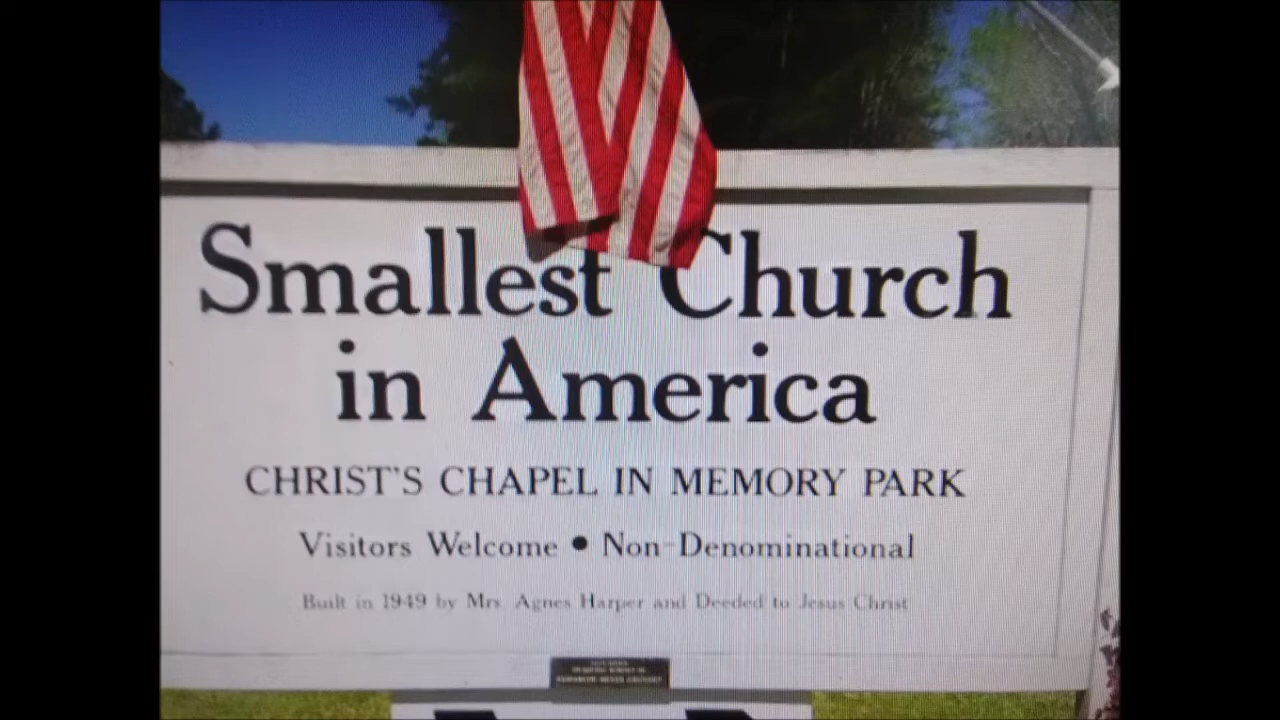 Smallest Church
in America
CHRIST'S CHAPEL IN MEMORY PARK
Visitors Welcome • Non-Denominational
Built in 1949 by Mrs. Agnes Harper and Deeded to Jesus Christ